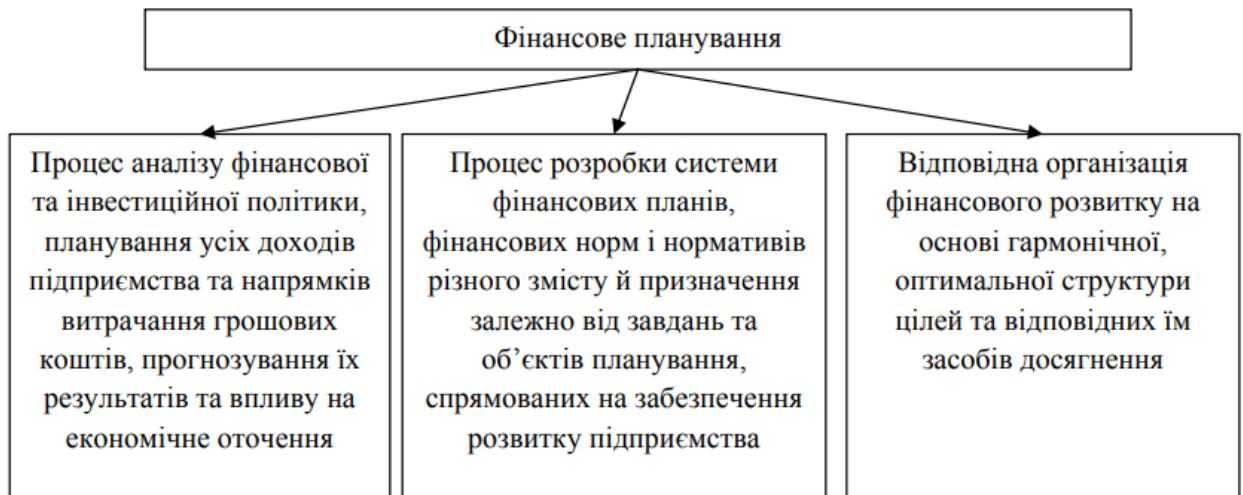 Фінансове планування
Процес аналізу фінансової
та інвестиційної політики,
планування усіх доходів
підприємства та напрямків
витрачання грошових
коштів, прогнозування їх
результатів та впливу на
економічне оточення
Процес розробки системи
фінансових планів,
фінансових норм і нормативів
різного змісту й призначення
залежно від завдань та
об’єктів планування,
спрямованих на забезпечення
розвитку підприємства
Відповідна організація
фінансового розвитку на
основі гармонічної,
оптимальної структури
цілей та відповідних їм
засобів досягнення